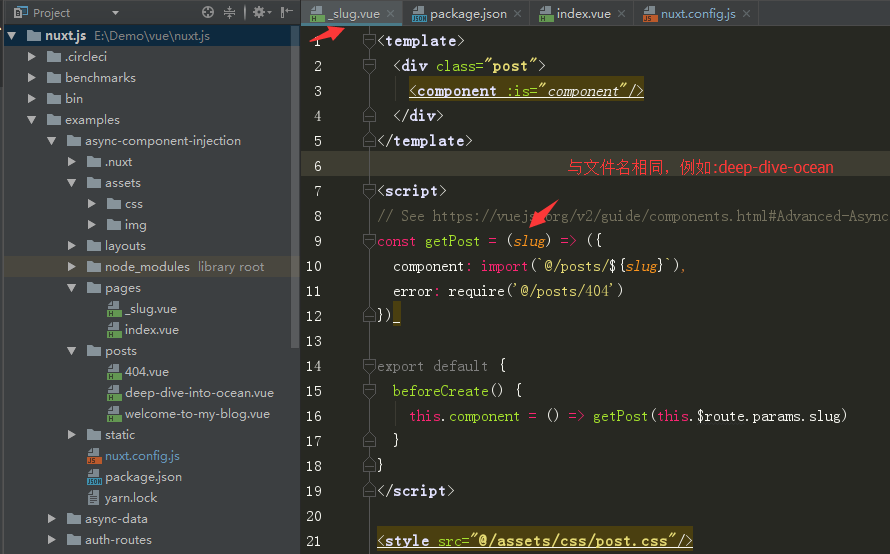 Project
nuxt.js E:\Demo\vue\nuxt.js
.circleci
benchmarks
bin
examples
async-component-injection
.nuxt
assets
css
img
layouts
node_modules library root
pages
_slug.vue
index.vue
posts
404.vue
deep-dive-into-ocean.vue
welcome-to-my-blog.vue
static
nuxt.config.js
package.json
yarn.lock
async-data
auth-routes
_slug.vue
package.json
index.vue
nuxt.config.js
1 <template>
2 <div class="post">
3 <component :is="component"/>
4 </div>
5 </template>
6 与文件名相同，例如:deep-dive-ocean
7 <script>
8 // See https://vuejs.org/v2/guide/components.html#Advanced-Async
9 const getPost = (slug) => ({
10 component: import(`@/posts/${slug}`),
11 error: require('@/posts/404')
12 })
13
14 export default {
15 beforeCreate() {
16 this.component = () => getPost(this.$route.params.slug)
17 }
18 }
19 </script>
20
21 <style src="@/assets/css/post.css"/>